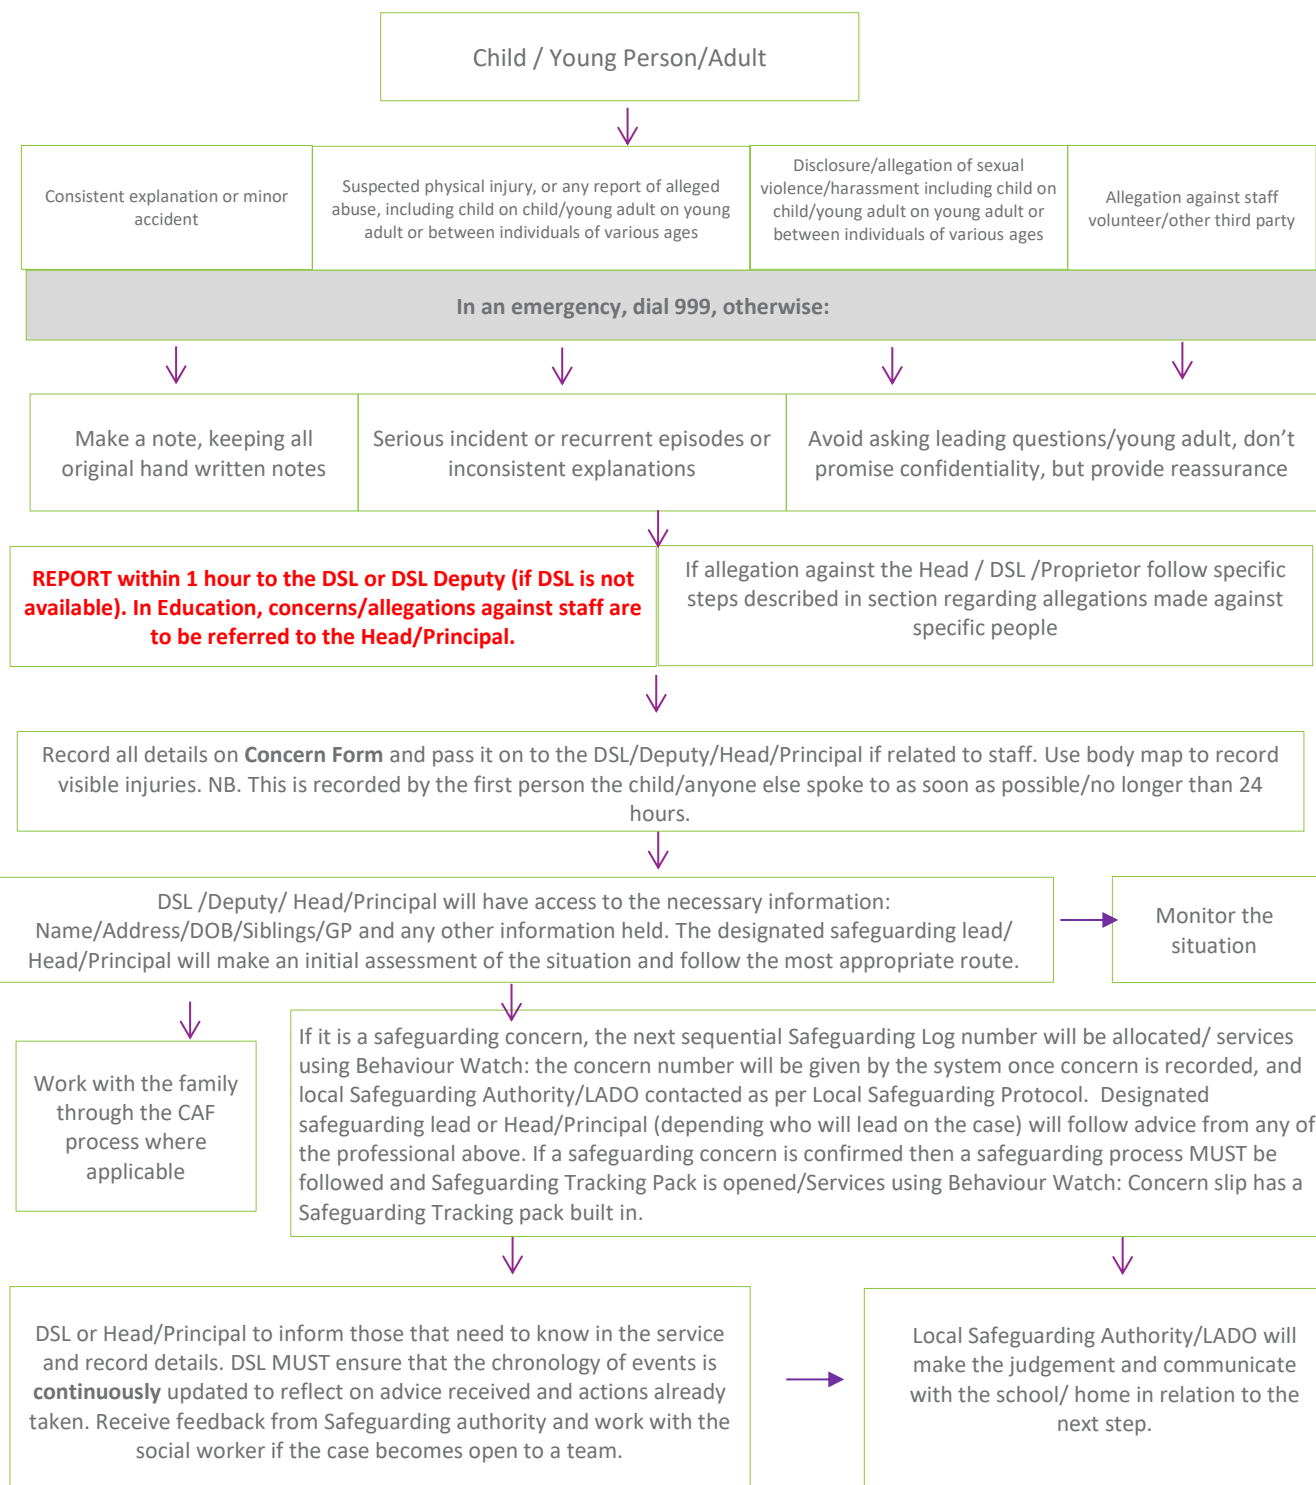 Child / Young Person/Adult
Consistent explanation or minor
accident
Suspected physical injury, or any report of alleged
abuse, including child on child/young adult on young
adult or between individuals of various ages
Disclosure/allegation of sexual
violence/harassment including child on
child/young adult on young adult or
between individuals of various ages
Allegation against staff
volunteer/other third party
In an emergency, dial 999, otherwise:
Make a note, keeping all
original hand written notes
Serious incident or recurrent episodes or
inconsistent explanations
Avoid asking leading questions/young adult, don’t
promise confidentiality, but provide reassurance
REPORT within 1 hour to the DSL or DSL Deputy (if DSL is not
available). In Education, concerns/allegations against staff are
to be referred to the Head/Principal.
If allegation against the Head / DSL /Proprietor follow specific
steps described in section regarding allegations made against
specific people
Record all details on Concern Form and pass it on to the DSL/Deputy/Head/Principal if related to staff. Use body map to record
visible injuries. NB. This is recorded by the first person the child/anyone else spoke to as soon as possible/no longer than 24
hours.
DSL /Deputy/ Head/Principal will have access to the necessary information:
Name/Address/DOB/Siblings/GP and any other information held. The designated safeguarding lead/
Head/Principal will make an initial assessment of the situation and follow the most appropriate route.
Monitor the
situation
Work with the family
through the CAF
process where
applicable
If it is a safeguarding concern, the next sequential Safeguarding Log number will be allocated/ services
using Behaviour Watch: the concern number will be given by the system once concern is recorded, and
local Safeguarding Authority/LADO contacted as per Local Safeguarding Protocol. Designated
safeguarding lead or Head/Principal (depending who will lead on the case) will follow advice from any of
the professional above. If a safeguarding concern is confirmed then a safeguarding process MUST be
followed and Safeguarding Tracking Pack is opened/Services using Behaviour Watch: Concern slip has a
Safeguarding Tracking pack built in.
DSL or Head/Principal to inform those that need to know in the service
and record details. DSL MUST ensure that the chronology of events is
continuously updated to reflect on advice received and actions already
taken. Receive feedback from Safeguarding authority and work with the
social worker if the case becomes open to a team.
Local Safeguarding Authority/LADO will
make the judgement and communicate
with the school/ home in relation to the
next step.